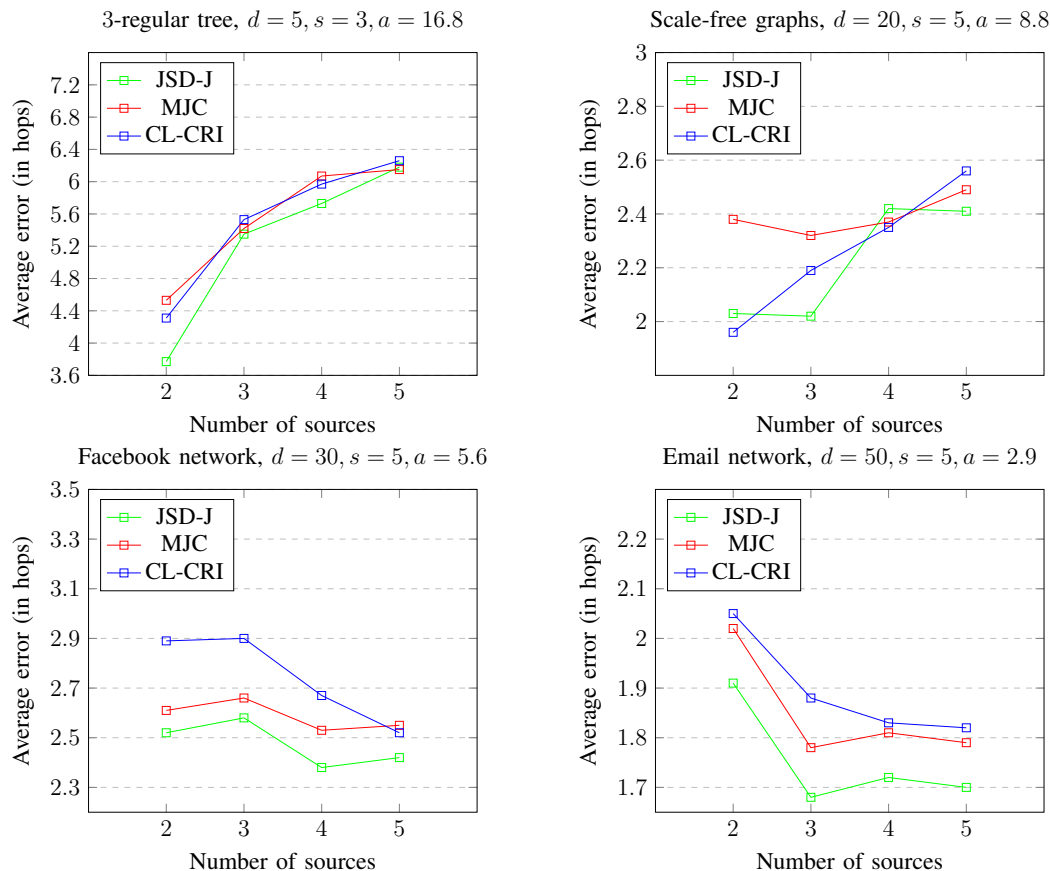 3-regular tree, d = 5, s = 3, a = 16.8
Average error (in hops)
7.2
6.8
6.4
6
5.6
5.2
4.8
4.4
4
3.6
JSD-J
MJC
CL-CRI
2 3 4 5
Number of sources
Scale-free graphs, d = 20, s = 5, a = 8.8
Average error (in hops)
3
2.8
2.6
2.4
2.2
2
JSD-J
MJC
CL-CRI
2 3 4 5
Number of sources
Facebook network, d = 30, s = 5, a = 5.6
Average error (in hops)
3.5
3.3
3.1
2.9
2.7
2.5
2.3
JSD-J
MJC
CL-CRI
2 3 4 5
Number of sources
Email network, d = 50, s = 5, a = 2.9
Average error (in hops)
2.2
2.1
2
1.9
1.8
1.7
JSD-J
MJC
CL-CRI
2 3 4 5
Number of sources